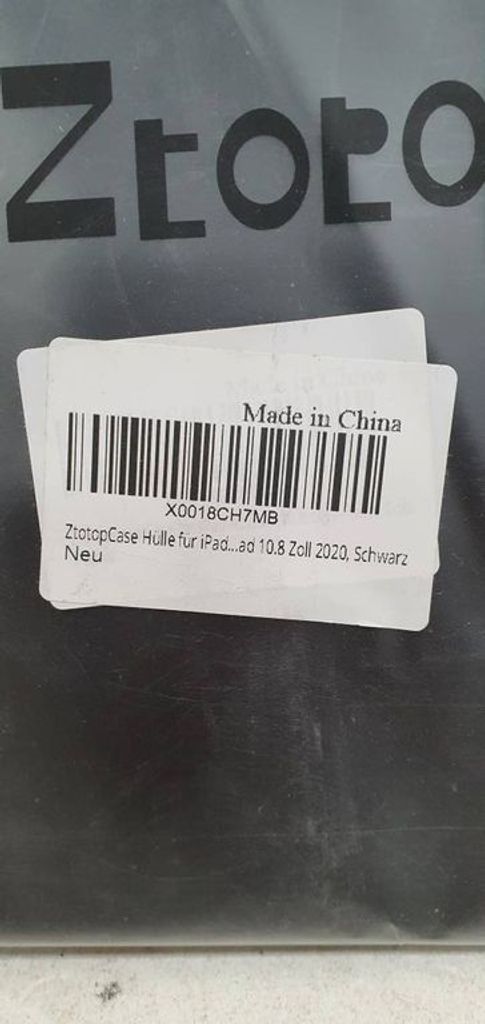 Ztoto
Made in China
X0018CH7MB
ZtotopCase Hülle für iPad...ad 10.8 Zoll 2020, Schwarz
Neu